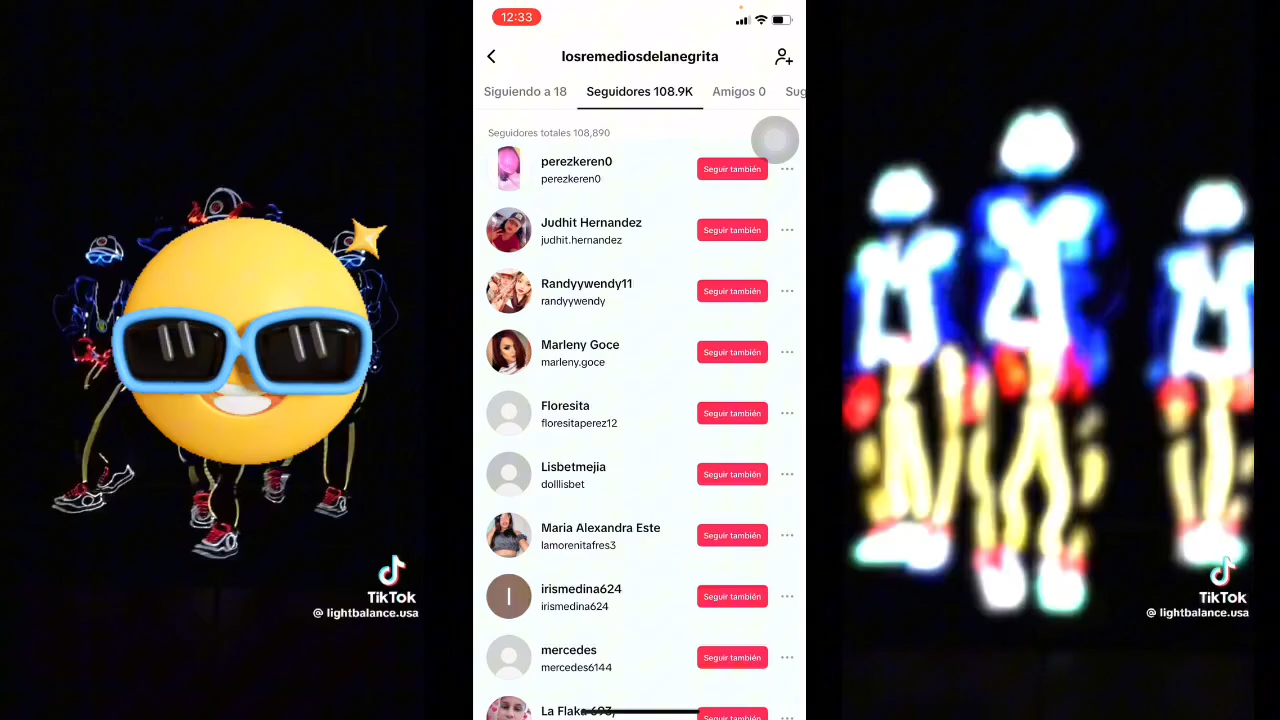 12:33
losremediosdelanegrita
Siguiendo a 18 Seguidores 108.9K Amigos 0 Sug
Seguidores totales 108,890
perezkeren0
perezkeren0
Seguir también
Judhit Hernandez
judhit.hernandez
Seguir también
Randyywendy11
randyywendy
Seguir también
Marleny Goce
marleny.goce
Seguir también
Floresita
floresitaperez12
Seguir también
Lisbetmejia
dolllisbet
Seguir también
Maria Alexandra Este
lamorenitafres3
Seguir también
I
irismedina624
irismedina624
Seguir también
mercedes
mercedes6144
Seguir también
La Flaka 693,
Seguir también
TikTok
@ lightbalance.usa
TikTok
@ lightbalance.usa